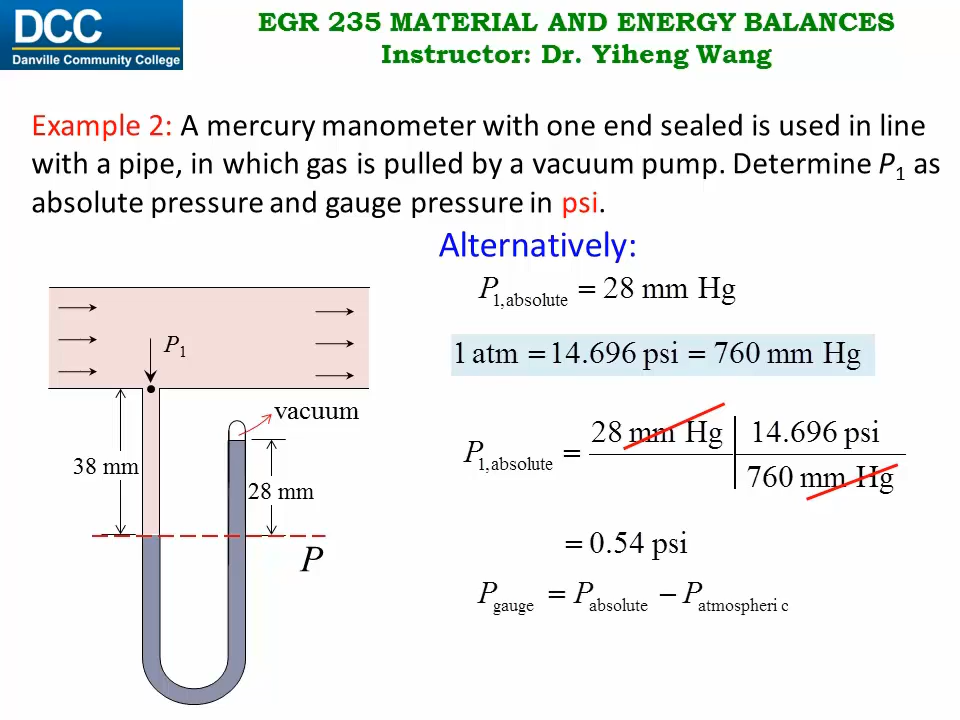 DCC
Danville Community College
EGR 235 MATERIAL AND ENERGY BALANCES
Instructor: Dr. Yiheng Wang
Example 2: A mercury manometer with one end sealed is used in line
with a pipe, in which gas is pulled by a vacuum pump. Determine P1 as
absolute pressure and gauge pressure in psi.
Alternatively:
P1,absolute = 28 mm Hg
1 atm = 14.696 psi = 760 mm Hg
P1,absolute = 28 mm Hg | 14.696 psi
760 mm Hg
= 0.54 psi
Pgauge = Pabsolute − Patmospheri c
P1
vacuum
38 mm
28 mm
P